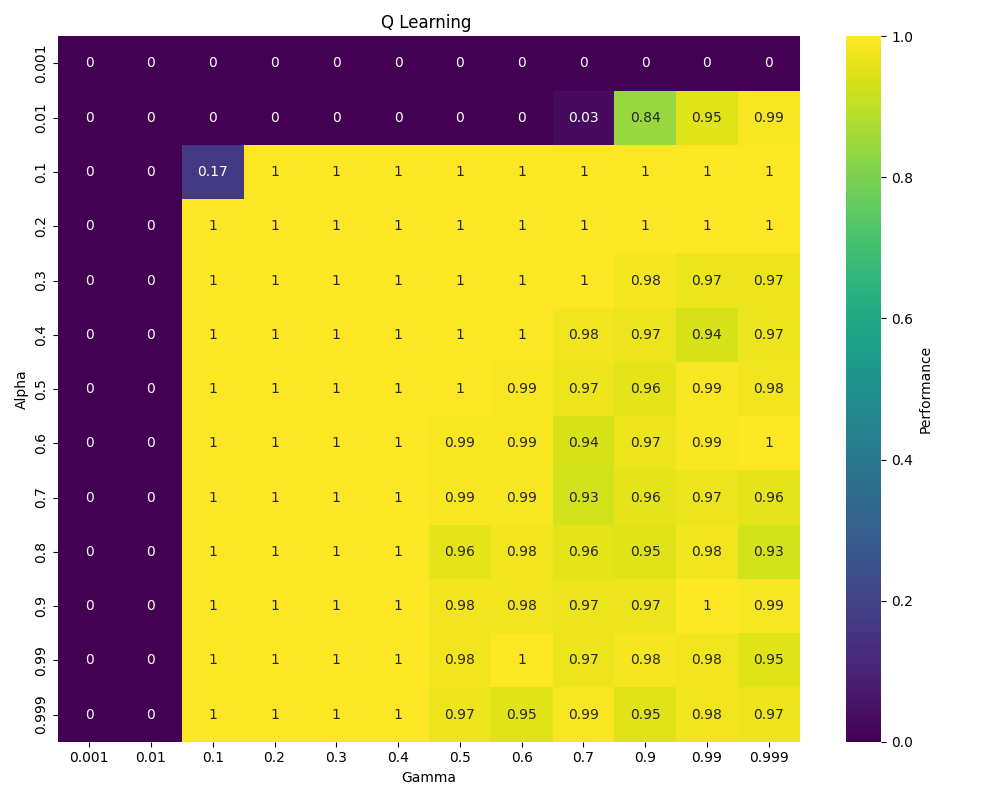 Q Learning
0.001 0 0 0 0 0 0 0 0 0 0 0 0
0.01 0 0 0 0 0 0 0 0 0.03 0.84 0.95 0.99
0.1 0 0 0.17 1 1 1 1 1 1 1 1 1
0.2 0 0 1 1 1 1 1 1 1 1 1 1
0.3 0 0 1 1 1 1 1 1 1 0.98 0.97 0.97
0.4 0 0 1 1 1 1 1 1 0.98 0.97 0.94 0.97
0.5 0 0 1 1 1 1 1 0.99 0.97 0.96 0.99 0.98
0.6 0 0 1 1 1 1 0.99 0.99 0.94 0.97 0.99 1
0.7 0 0 1 1 1 1 0.99 0.99 0.93 0.96 0.97 0.96
0.8 0 0 1 1 1 1 0.96 0.98 0.96 0.95 0.98 0.93
0.9 0 0 1 1 1 1 0.98 0.98 0.97 0.97 1 0.99
0.99 0 0 1 1 1 1 0.98 1 0.97 0.98 0.98 0.95
0.999 0 0 1 1 1 1 0.97 0.95 0.99 0.95 0.98 0.97
0.001 0.01 0.1 0.2 0.3 0.4 0.5 0.6 0.7 0.9 0.99 0.999
Gamma
Alpha
1.0
0.8
0.6
0.4
0.2
0.0
Performance